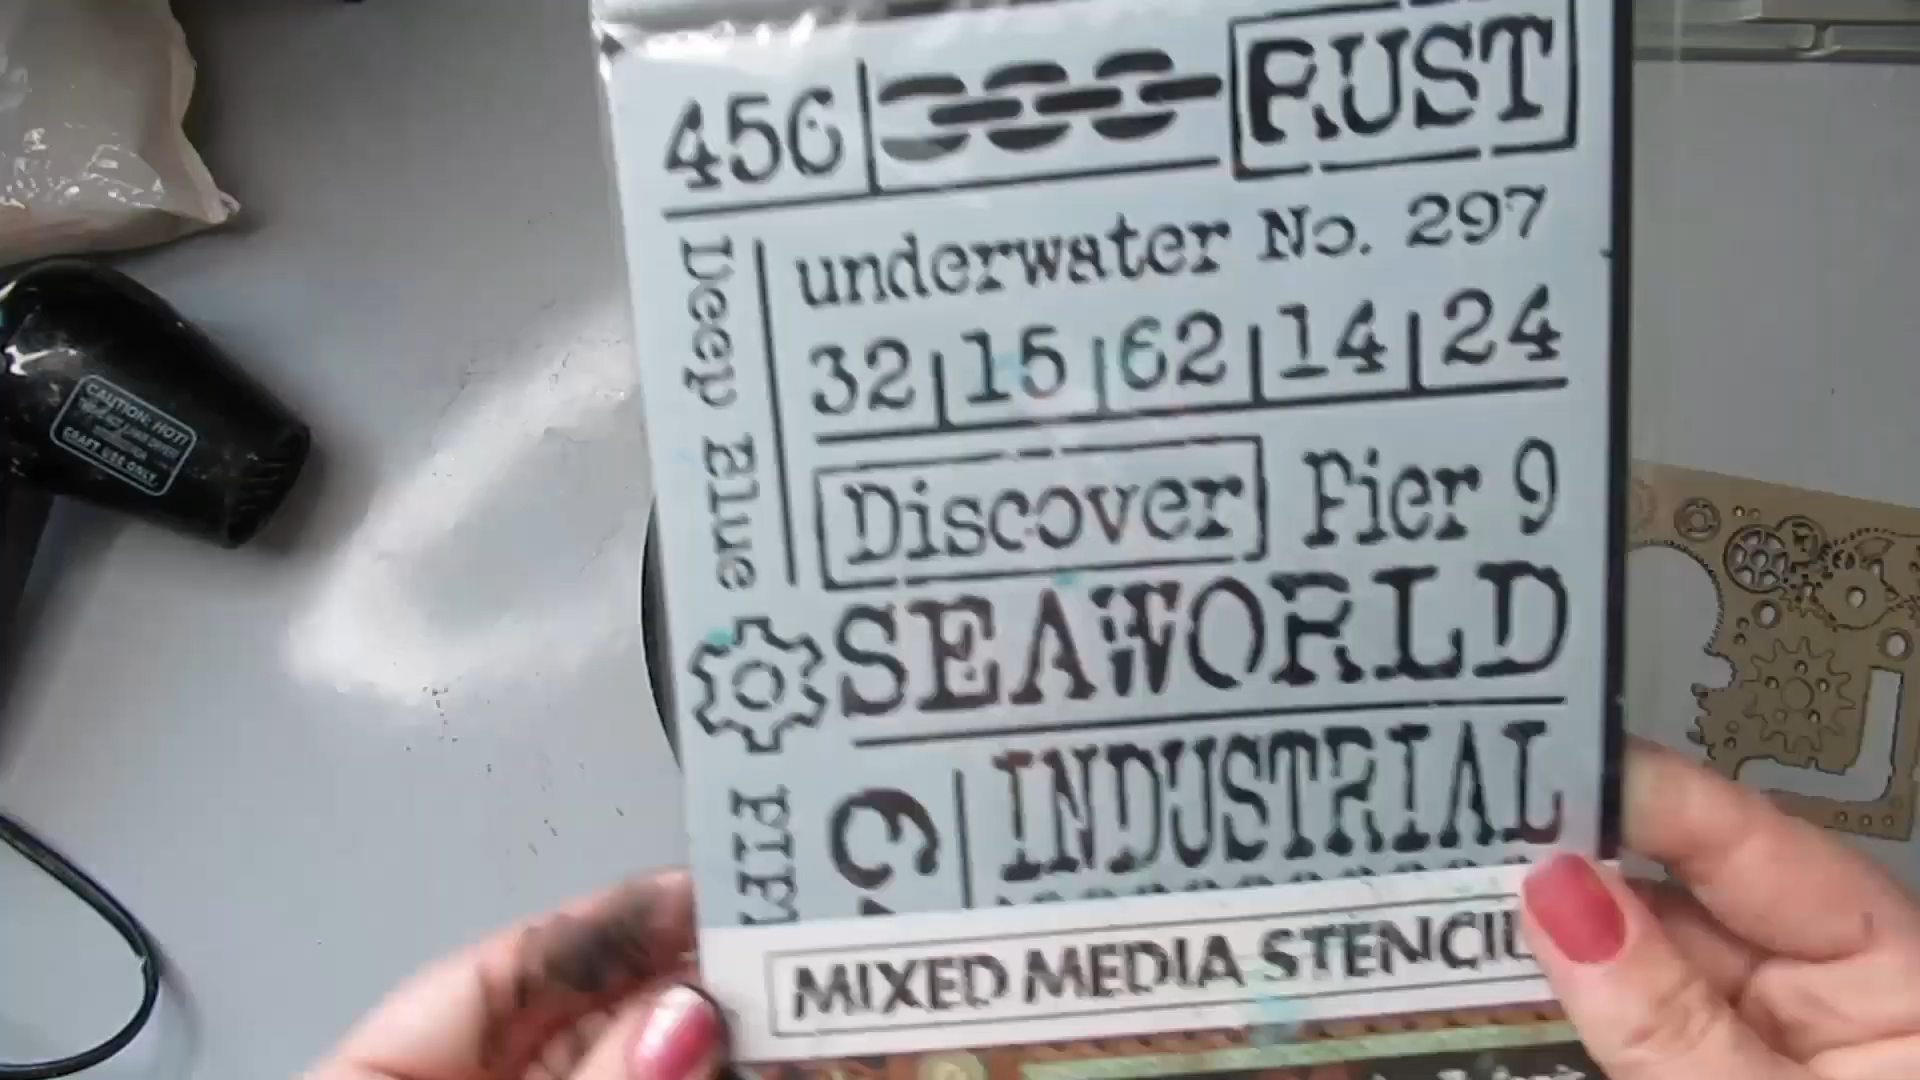 456 RUST
underwater No. 297
32 15 62 14 24
Deep Blue
Discover Pier 9
SEAWORLD
INDUSTRIAL
MIXED MEDIA STENCIL
CAUTION: HOT!
CRAFT USE ONLY.